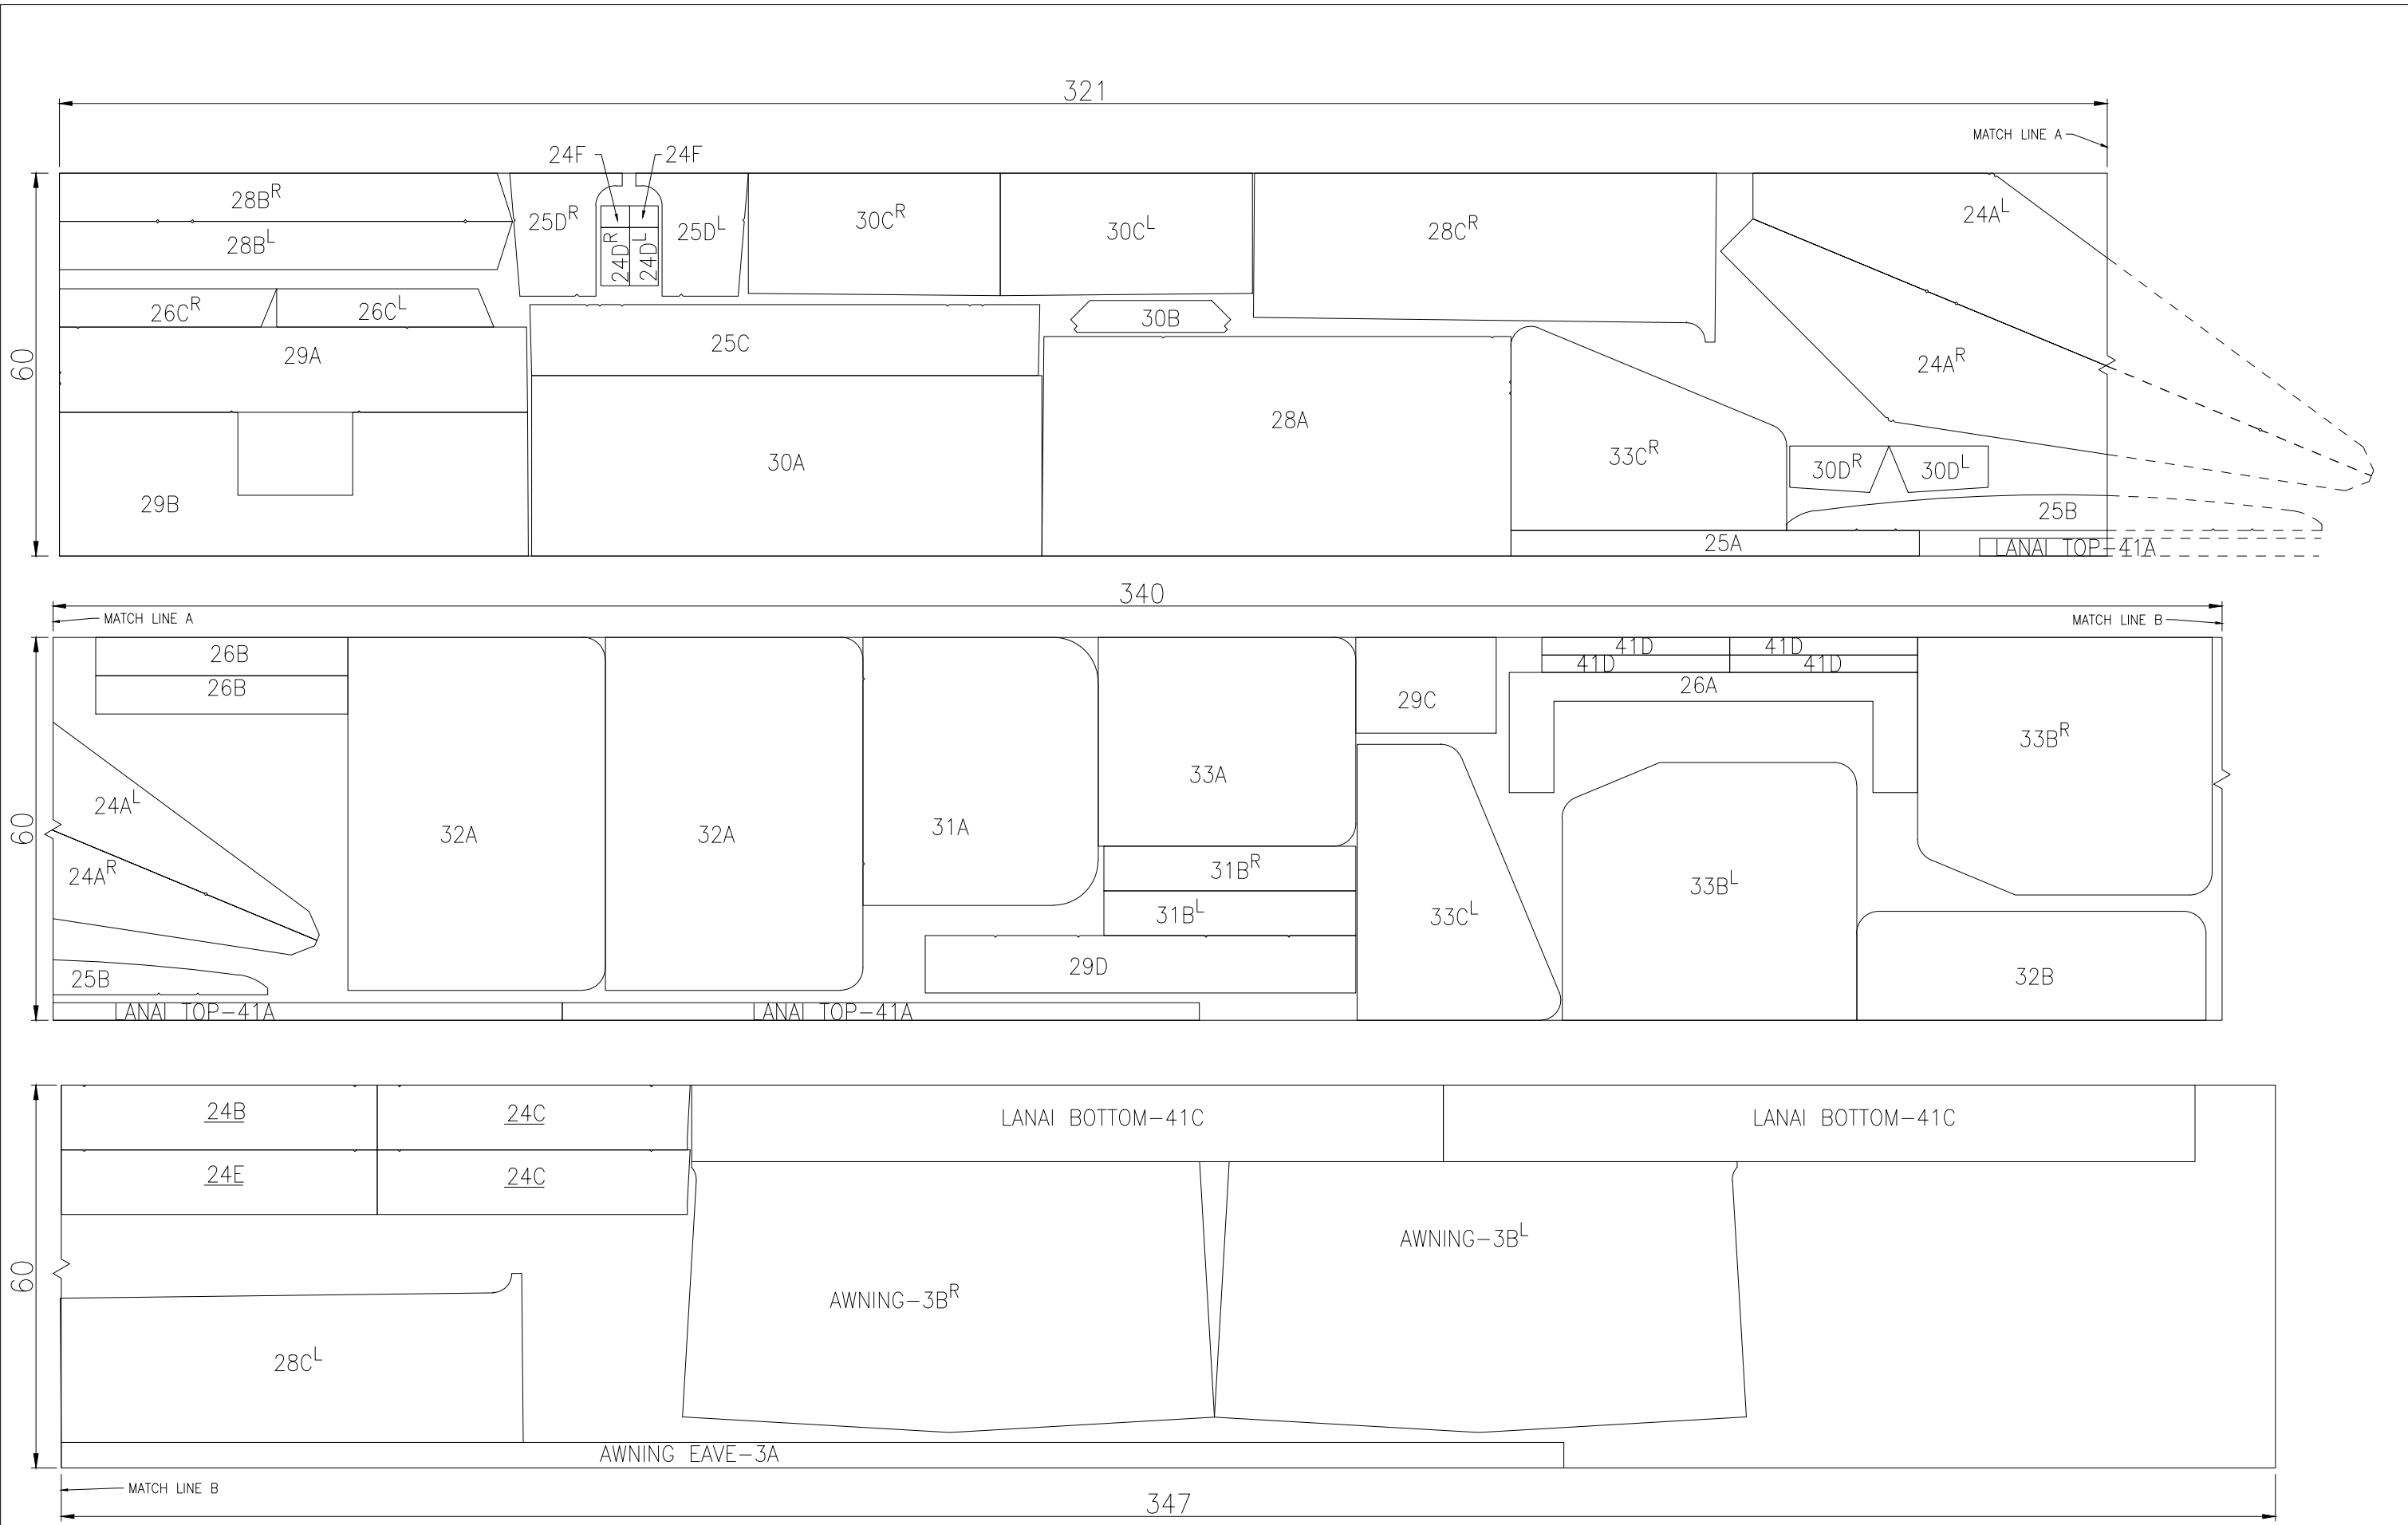 321
MATCH LINE A
24F 24F
28B^R
25D^R
25D^L
30C^R
30C^L
28C^R
24A^L
28B^L
24D^R
24D^L
26C^R
26C^L
30B
25C
29A
60
24A^R
28A
30A
33C^R
30D^R
30D^L
29B
25B
25A
LANAI TOP-41A
340
MATCH LINE A
MATCH LINE B
26B
41D
41D
41D
41D
26B
26A
29C
33B^R
33A
24A^L
60
32A
32A
31A
24A^R
31B^R
33B^L
31B^L
33C^L
29D
25B
32B
LANAI TOP-41A
LANAI TOP-41A
24B
24C
LANAI BOTTOM-41C
LANAI BOTTOM-41C
24E
24C
AWNING-3B^L
60
AWNING-3B^R
28C^L
AWNING EAVE-3A
MATCH LINE B
347